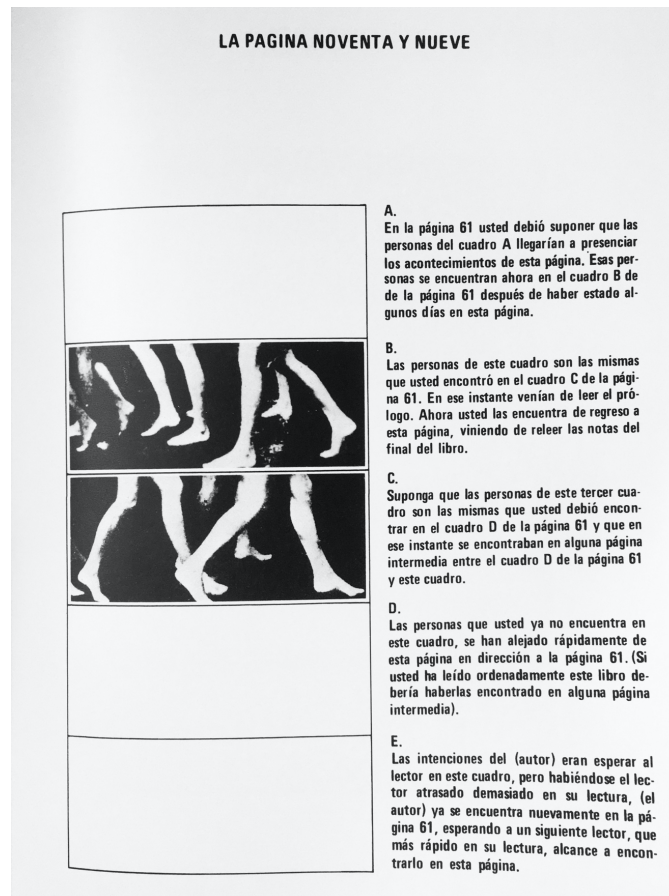 LA PAGINA NOVENTA Y NUEVE
A.
En la página 61 usted debió suponer que las
personas del cuadro A llegarían a presenciar
los acontecimientos de esta página. Esas per-
sonas se encuentran ahora en el cuadro B de
de la página 61 después de haber estado al-
gunos días en esta página.
B.
Las personas de este cuadro son las mismas
que usted encontró en el cuadro C de la pági-
na 61. En ese instante venían de leer el pró-
logo. Ahora usted las encuentra de regreso a
esta página, viniendo de releer las notas del
final del libro.
C.
Suponga que las personas de este tercer cua-
dro son las mismas que usted debió encon-
trar en el cuadro D de la página 61 y que en
ese instante se encontraban en alguna página
intermedia entre el cuadro D de la página 61
y este cuadro.
D.
Las personas que usted ya no encuentra en
este cuadro, se han alejado rápidamente de
esta página en dirección a la página 61. (Si
usted ha leído ordenadamente este libro de-
bería haberlas encontrado en alguna página
intermedia).
E.
Las intenciones del (autor) eran esperar al
lector en este cuadro, pero habiéndose el lec-
tor atrasado demasiado en su lectura, (el
autor) ya se encuentra nuevamente en la pá-
gina 61, esperando a un siguiente lector, que
más rápido en su lectura, alcance a encon-
trarlo en esta página.